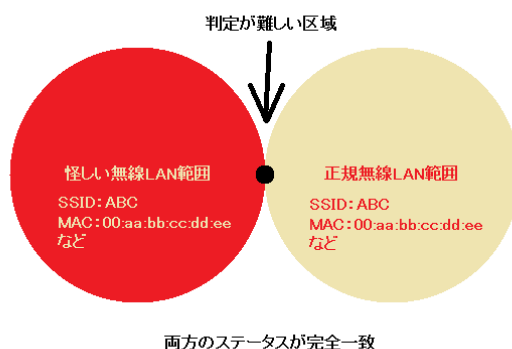 判定が難しい区域
怪しい無線LAN範囲
SSID：ABC
MAC：00:aa:bb:cc:dd:ee
など
正規無線LAN範囲
SSID：ABC
MAC：00:aa:bb:cc:dd:ee
など
両方のステータスが完全一致